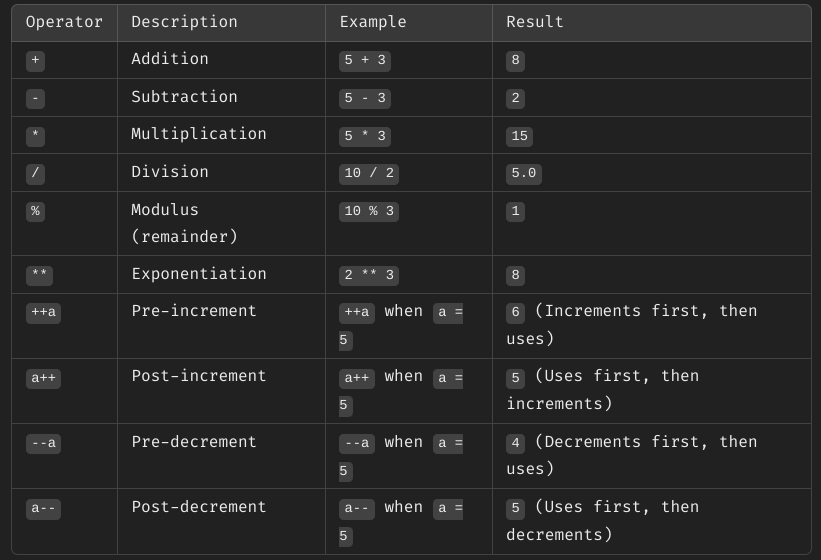 Operator Description Example Result
+ Addition 5 + 3 8
- Subtraction 5 - 3 2
* Multiplication 5 * 3 15
/ Division 10 / 2 5.0
% Modulus 10 % 3 1
(remainder)
** Exponentiation 2 ** 3 8
++a Pre-increment ++a when a = 6 (Increments first, then
5 uses)
a++ Post-increment a++ when a = 5 (Uses first, then
5 increments)
--a Pre-decrement --a when a = 4 (Decrements first, then
5 uses)
a-- Post-decrement a-- when a = 5 (Uses first, then
5 decrements)